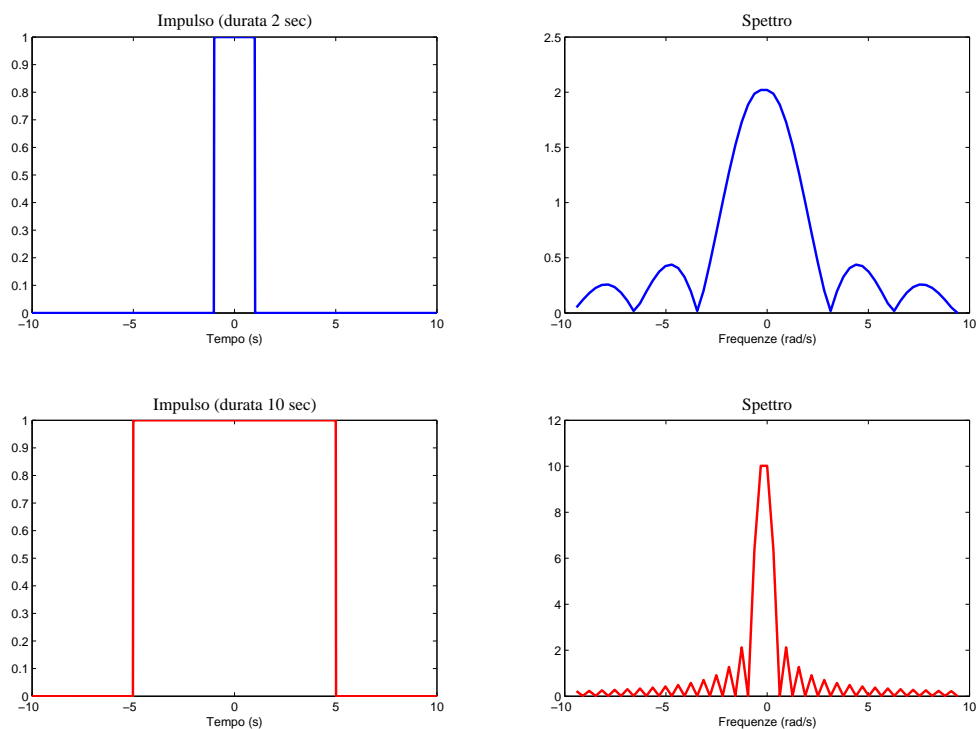 Impulso (durata 2 sec)
1
0.9
0.8
0.7
0.6
0.5
0.4
0.3
0.2
0.1
0
−10 −5 0 5 10
Tempo (s)
Spettro
2.5
2
1.5
1
0.5
0
−10 −5 0 5 10
Frequenze (rad/s)
Impulso (durata 10 sec)
1
0.9
0.8
0.7
0.6
0.5
0.4
0.3
0.2
0.1
0
−10 −5 0 5 10
Tempo (s)
Spettro
12
10
8
6
4
2
0
−10 −5 0 5 10
Frequenze (rad/s)